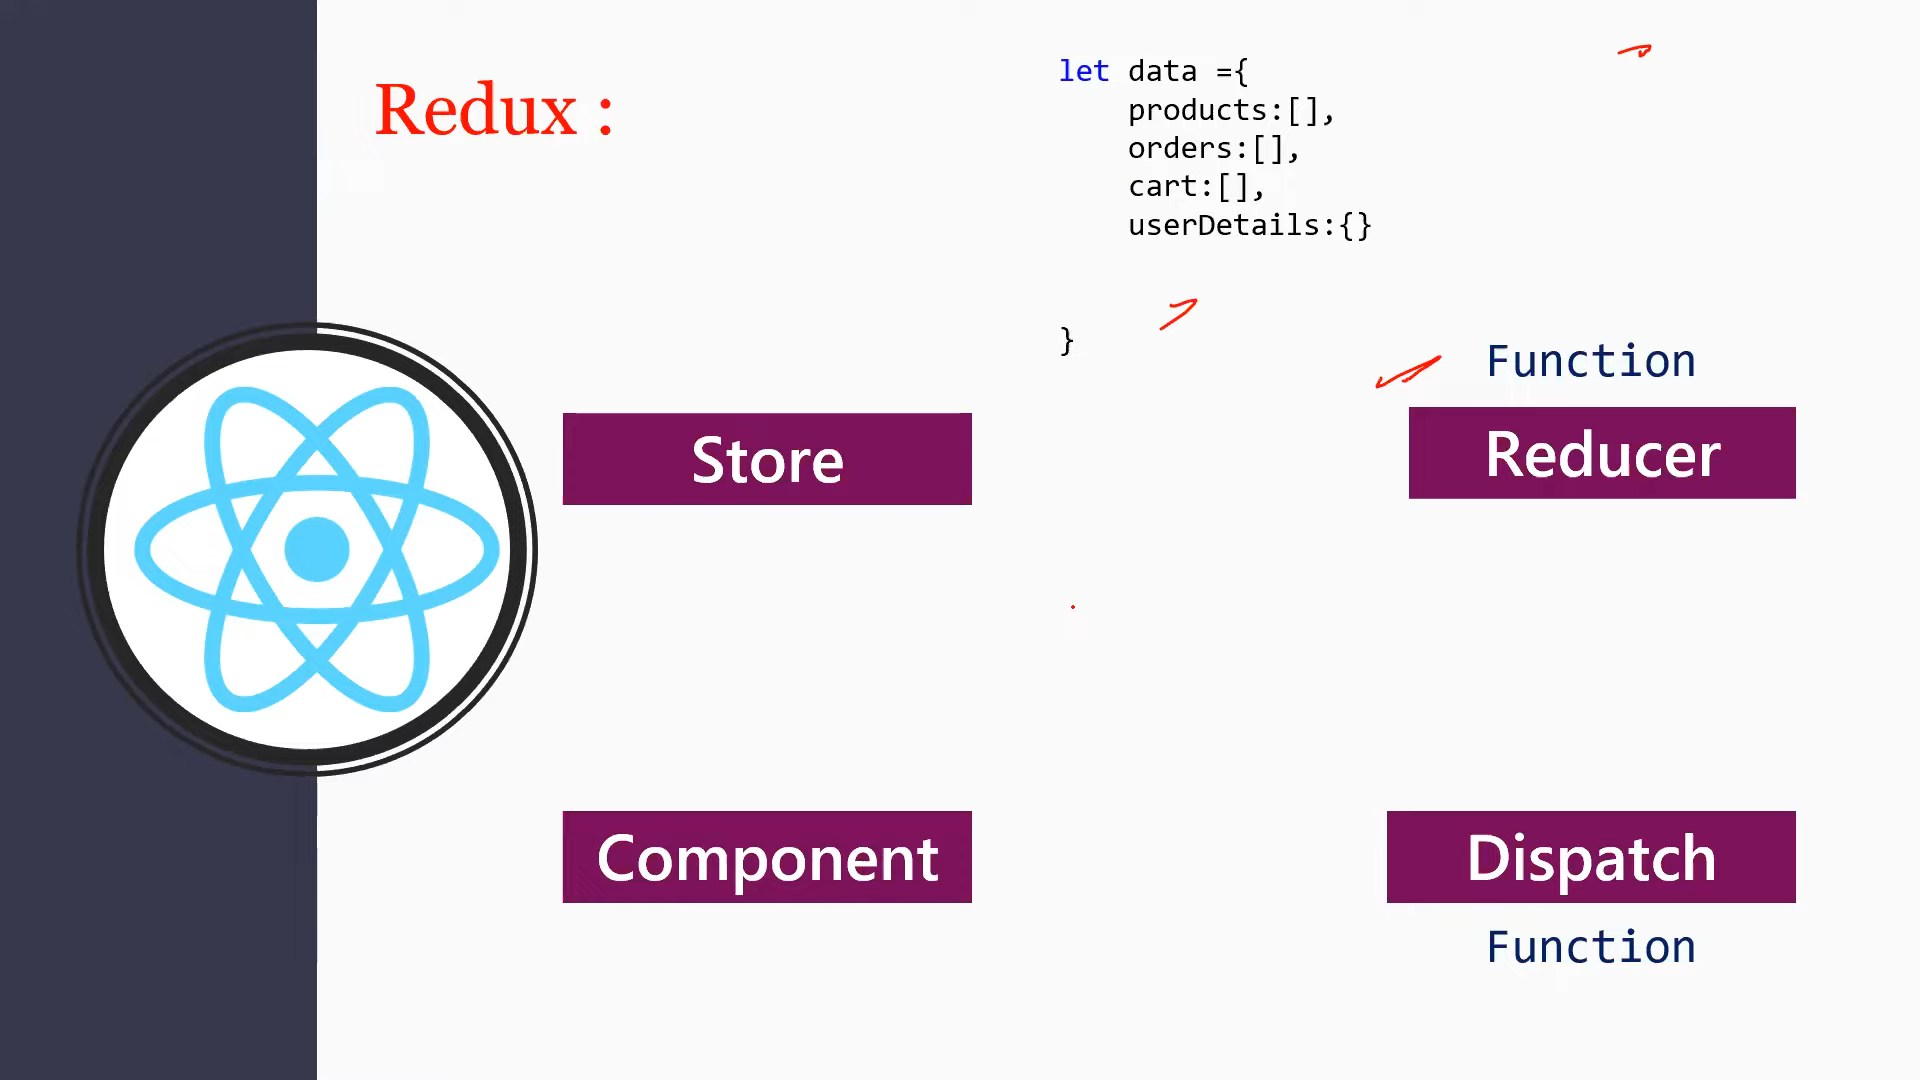 Redux :
let data ={
products:[],
orders:[],
cart:[],
userDetails:{}
}
Function
Store
Reducer
Component
Dispatch
Function